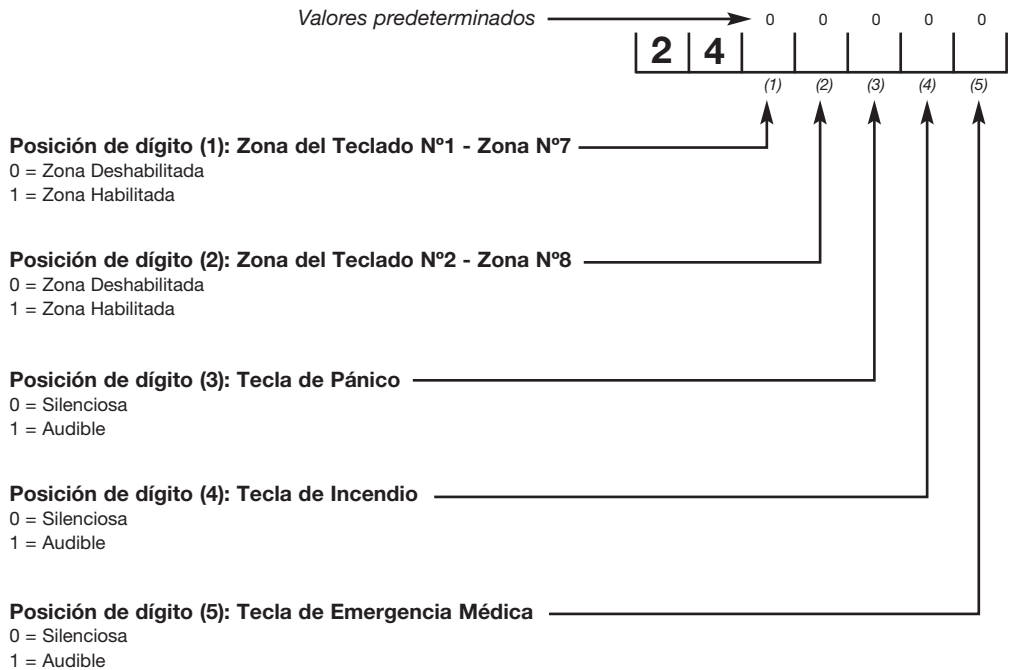 Valores predeterminados 0 0 0 0 0
2 4
(1) (2) (3) (4) (5)
Posición de dígito (1): Zona del Teclado Nº1 - Zona Nº7
0 = Zona Deshabilitada
1 = Zona Habilitada
Posición de dígito (2): Zona del Teclado Nº2 - Zona Nº8
0 = Zona Deshabilitada
1 = Zona Habilitada
Posición de dígito (3): Tecla de Pánico
0 = Silenciosa
1 = Audible
Posición de dígito (4): Tecla de Incendio
0 = Silenciosa
1 = Audible
Posición de dígito (5): Tecla de Emergencia Médica
0 = Silenciosa
1 = Audible